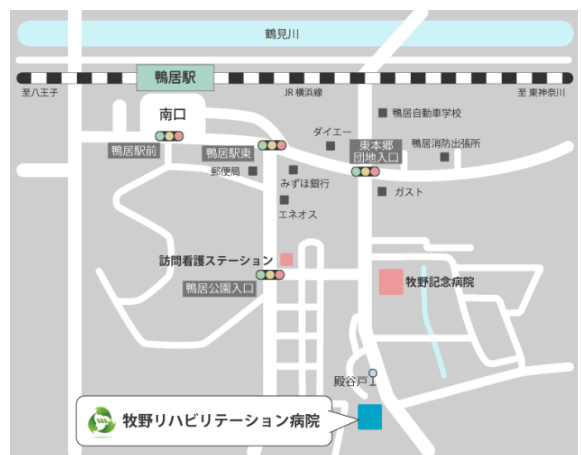 鶴見川
鴨居駅
至八王子
JR 横浜線
至 東神奈川
南口
鴨居自動車学校
ダイエー
鴨居駅前
鴨居駅東
東本郷
団地入口
鴨居消防出張所
郵便局
みずほ銀行
ガスト
エネオス
訪問看護ステーション
鴨居公園入口
牧野記念病院
殿谷戸
牧野リハビリテーション病院